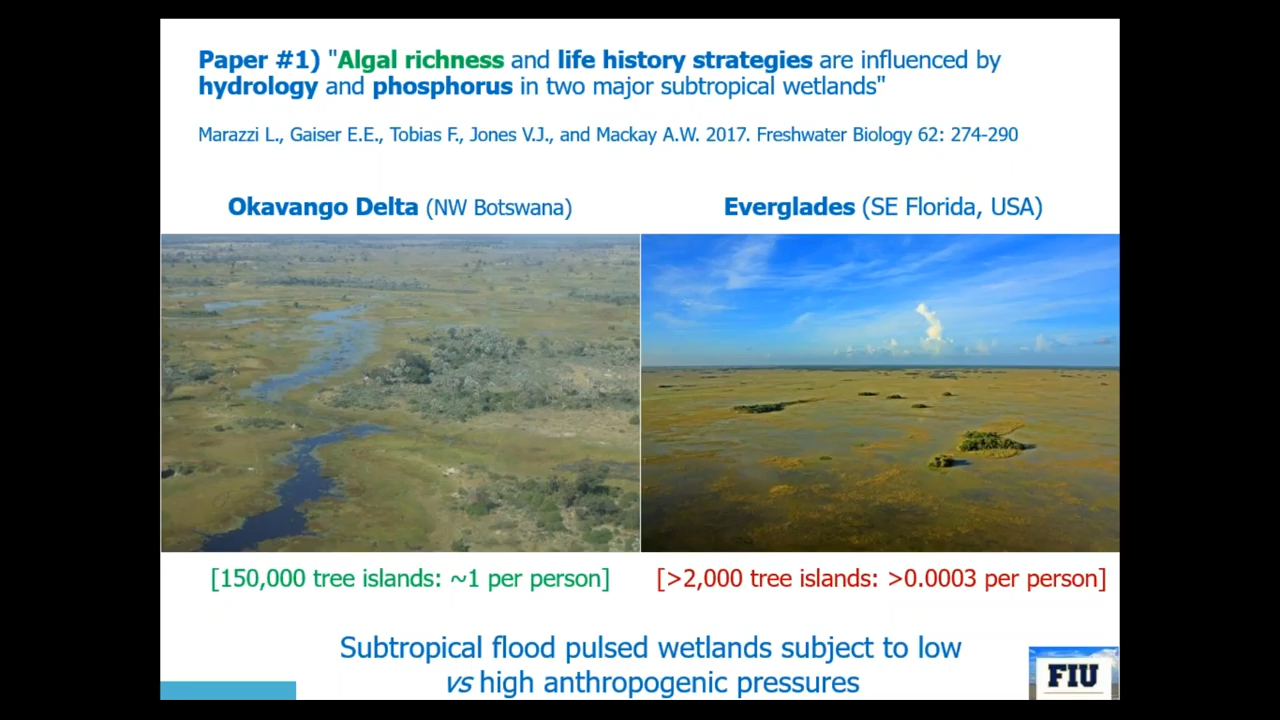 Paper #1) "Algal richness and life history strategies are influenced by
hydrology and phosphorus in two major subtropical wetlands"
Marazzi L., Gaiser E.E., Tobias F., Jones V.J., and Mackay A.W. 2017. Freshwater Biology 62: 274-290
Okavango Delta (NW Botswana)
Everglades (SE Florida, USA)
[150,000 tree islands: ~1 per person]
[>2,000 tree islands: >0.0003 per person]
Subtropical flood pulsed wetlands subject to low
vs high anthropogenic pressures
FIU